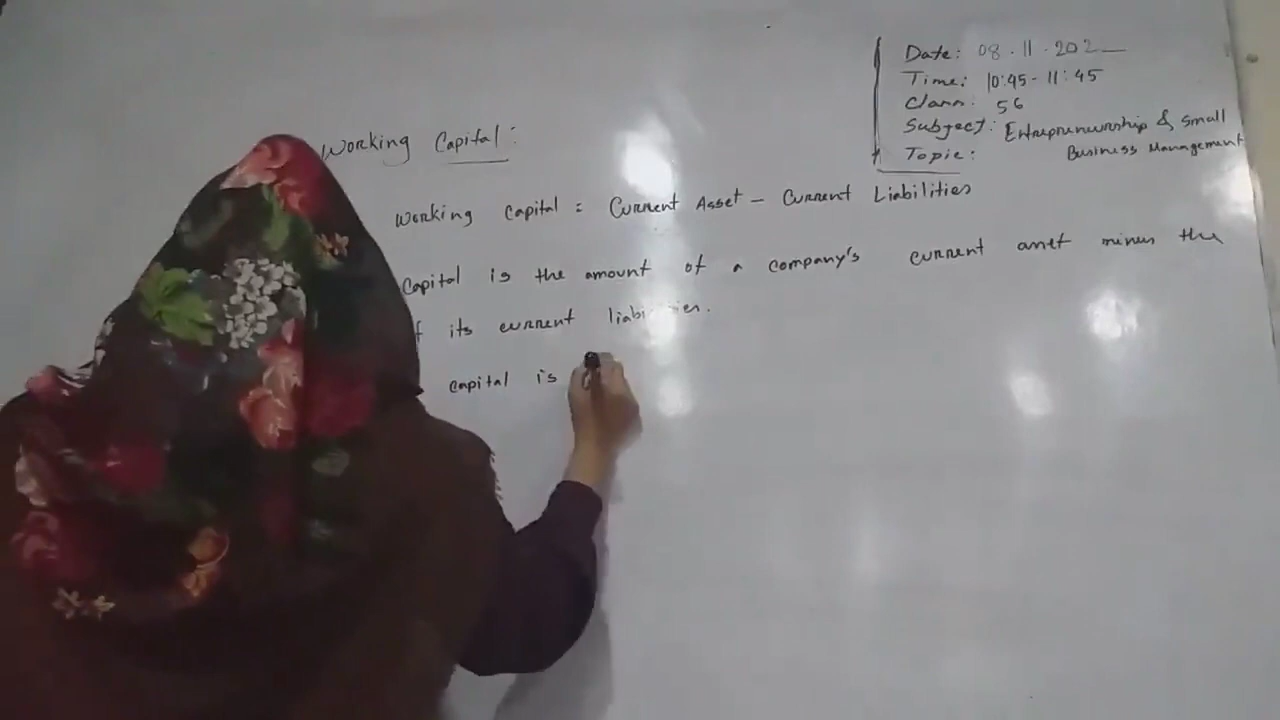 Date: 08.11.202
Time: 10:45-11:45
Class: 56
Subject: Entrepreneurship & Small
Business Management
Topic:
Working Capital:
Working Capital = Current Asset - Current Liabilities
Capital is the amount of a company's current asset minus the
its current
capital is